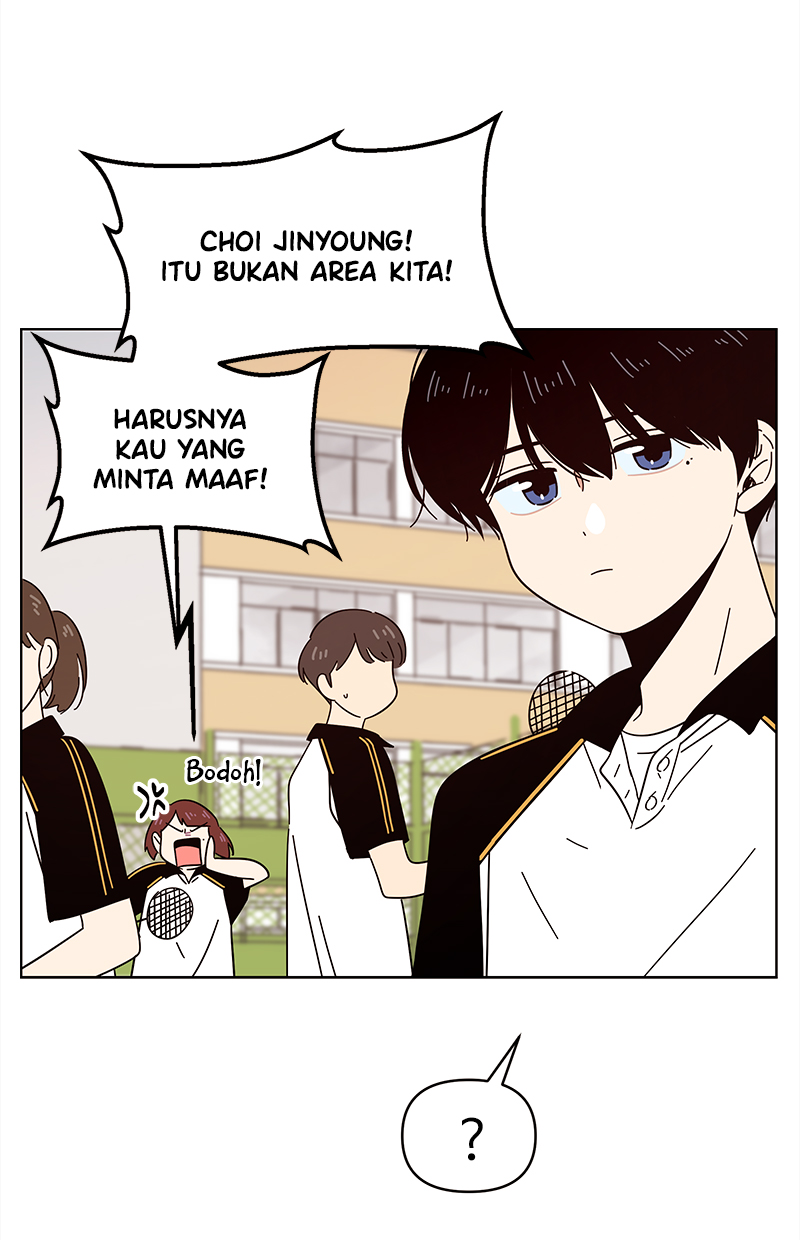 CHOI JINYOUNG!
ITU BUKAN AREA KITA!
HARUSNYA
KAU YANG
MINTA MAAF!
Bodoh!
?